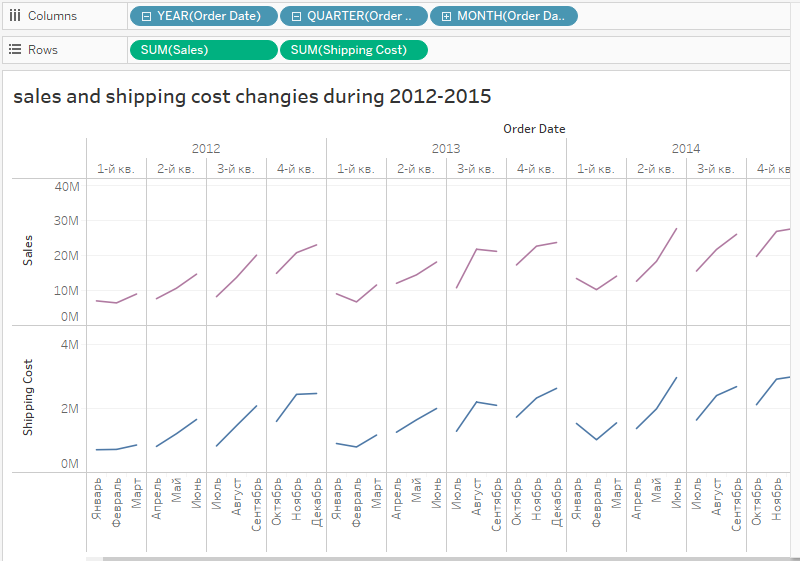 Columns YEAR(Order Date) QUARTER(Order .. MONTH(Order Da..
Rows SUM(Sales) SUM(Shipping Cost)
sales and shipping cost changies during 2012-2015
Order Date
2012 2013 2014
1-й кв. 2-й кв. 3-й кв. 4-й кв. 1-й кв. 2-й кв. 3-й кв. 4-й кв. 1-й кв. 2-й кв. 3-й кв. 4-й кв
40M
30M
20M
10M
0M
Sales
4M
2M
0M
Shipping Cost
Январь Февраль Март Апрель Май Июнь Июль Август Сентябрь Октябрь Ноябрь Декабрь Январь Февраль Март Апрель Май Июнь Июль Август Сентябрь Октябрь Ноябрь Декабрь Январь Февраль Март Апрель Май Июнь Июль Август Сентябрь Октябрь Ноябрь